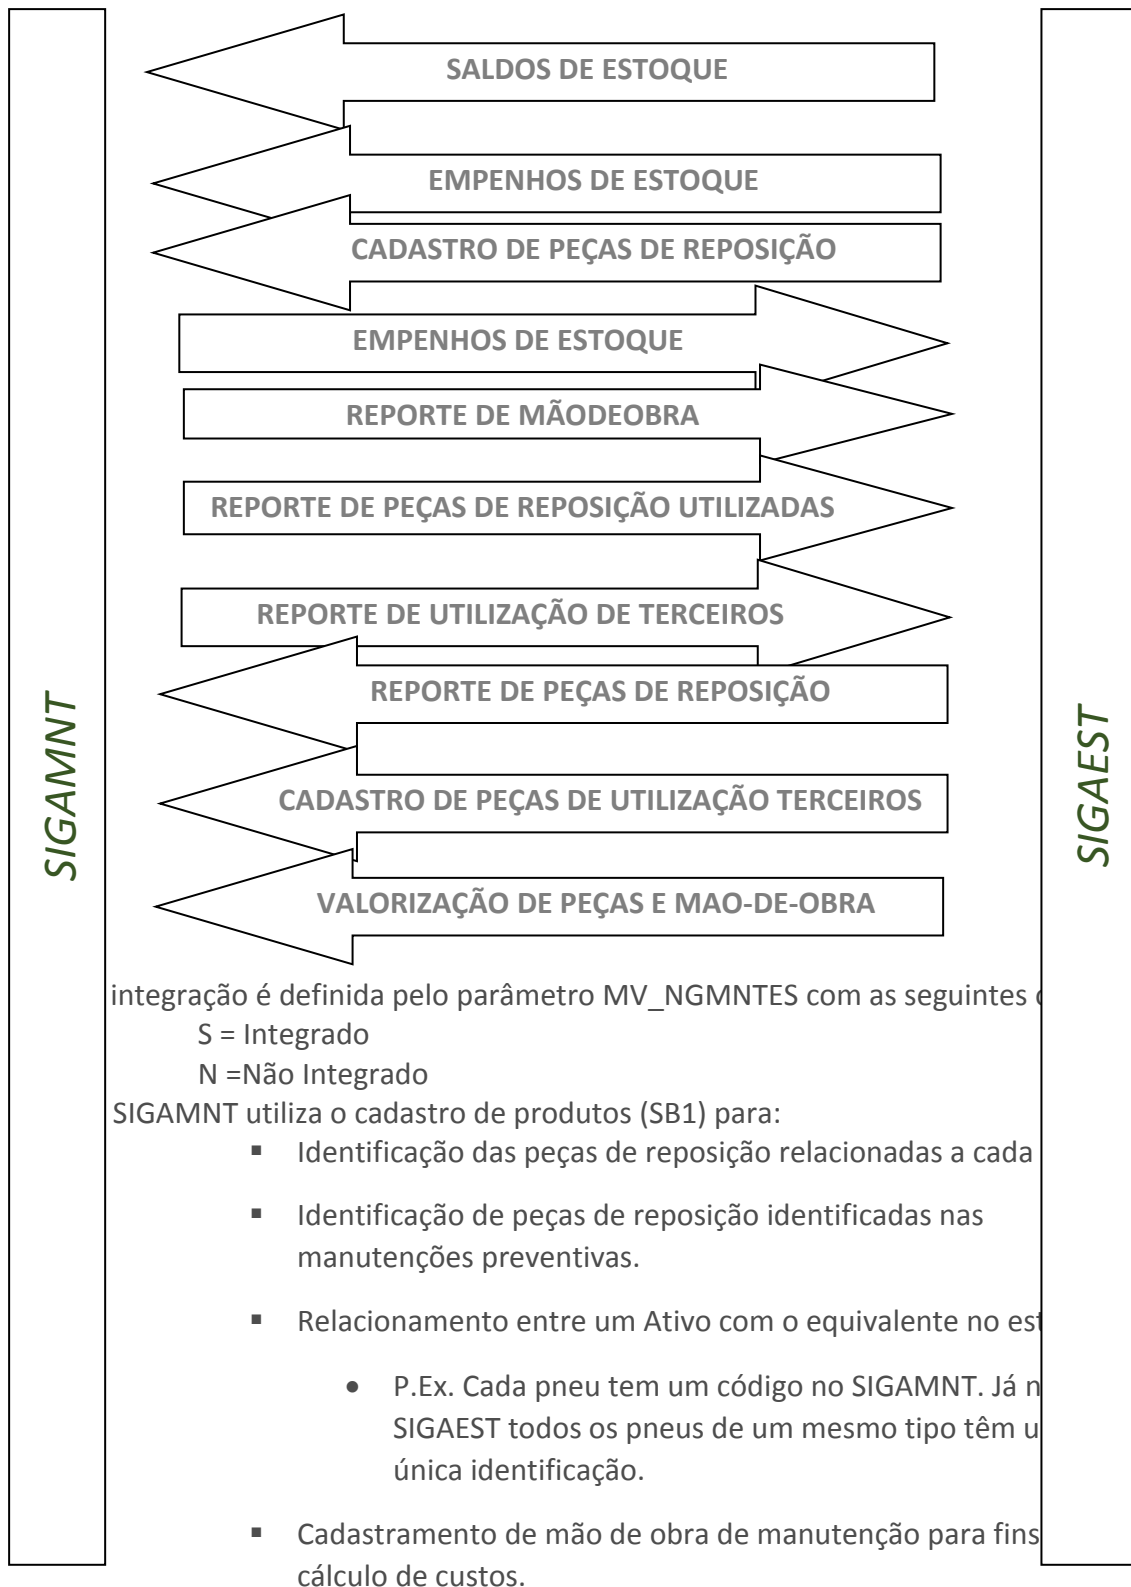 SALDOS DE ESTOQUE
EMPENHOS DE ESTOQUE
CADASTRO DE PEÇAS DE REPOSIÇÃO
EMPENHOS DE ESTOQUE
REPORTE DE MÃODEOBRA
REPORTE DE PEÇAS DE REPOSIÇÃO UTILIZADAS
REPORTE DE UTILIZAÇÃO DE TERCEIROS
REPORTE DE PEÇAS DE REPOSIÇÃO
CADASTRO DE PEÇAS DE UTILIZAÇÃO TERCEIROS
VALORIZAÇÃO DE PEÇAS E MAO-DE-OBRA
SIGAMNT
SIGAEST
integração é definida pelo parâmetro MV_NGMNTES com as seguintes
S = Integrado
N =Não Integrado
SIGAMNT utiliza o cadastro de produtos (SB1) para:
▪ Identificação das peças de reposição relacionadas a cada
▪ Identificação de peças de reposição identificadas nas
manutenções preventivas.
▪ Relacionamento entre um Ativo com o equivalente no
• P.Ex. Cada pneu tem um código no SIGAMNT. Já
SIGAEST todos os pneus de um mesmo tipo têm
única identificação.
▪ Cadastramento de mão de obra de manutenção para fins
cálculo de custos.